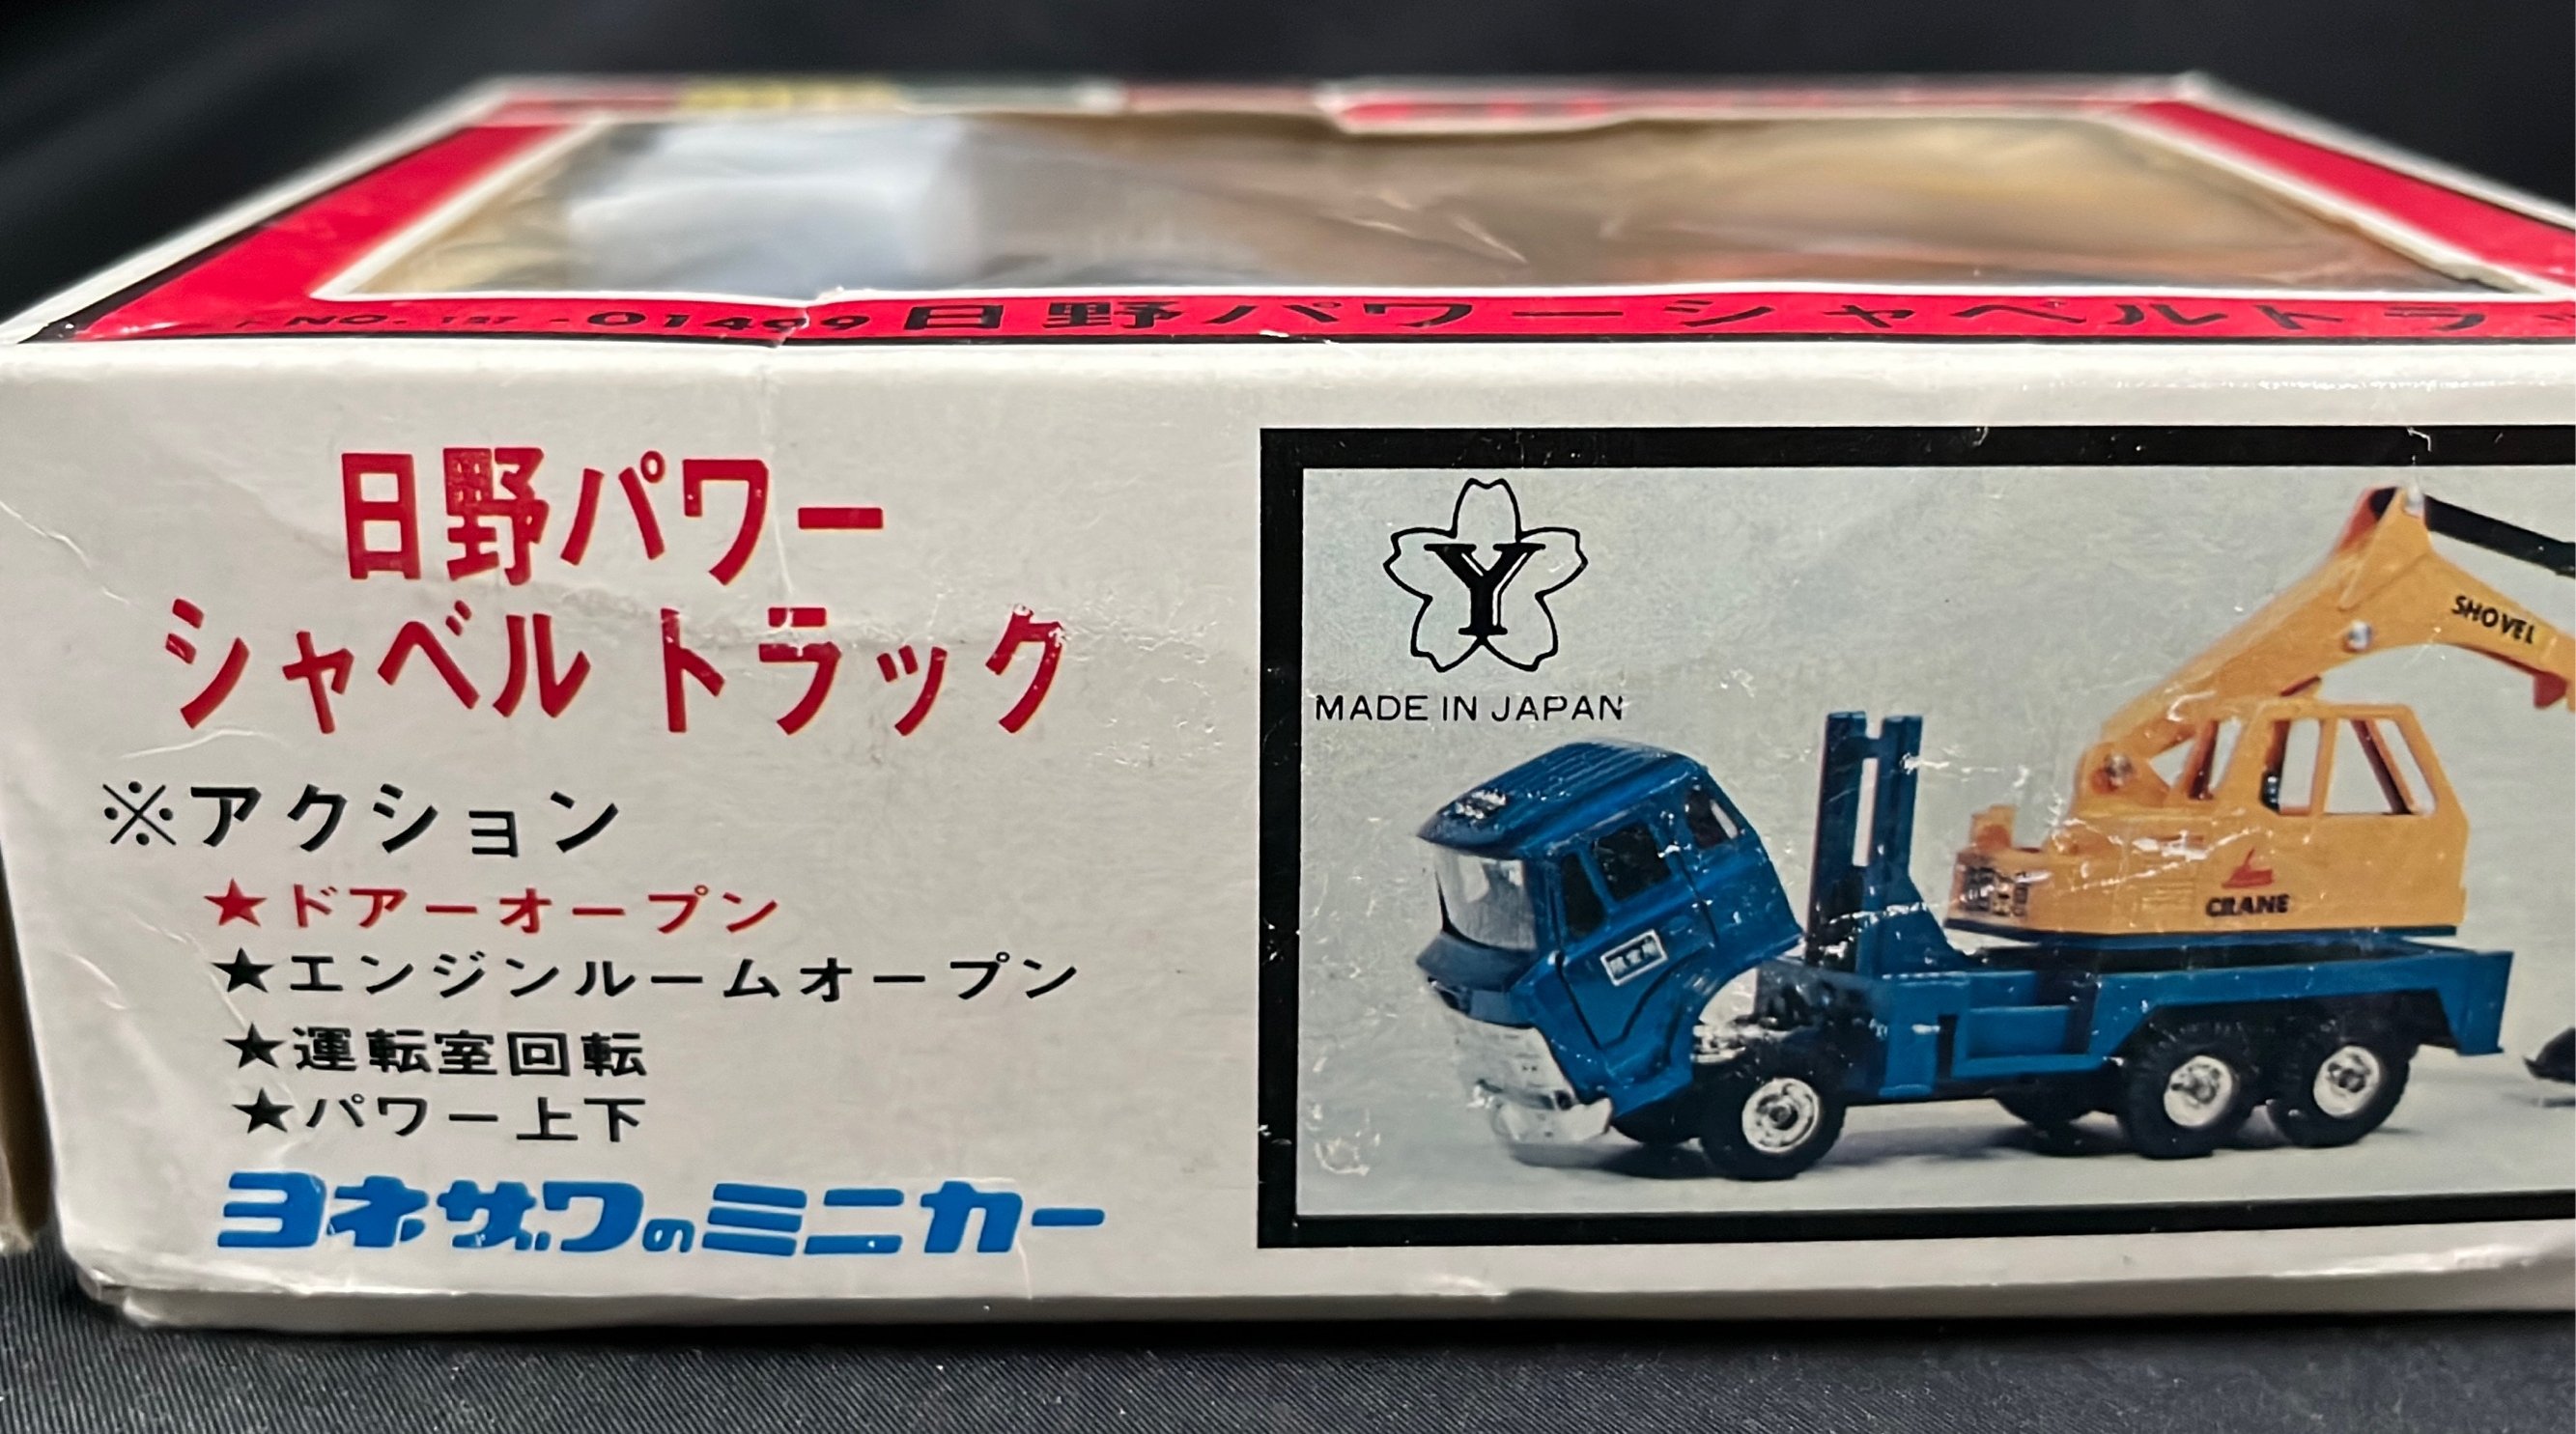 NO. -01499 日野パワーシャベルトラ
日野パワー
シャベル トラック
※アクション
★ドアーオープン
★エンジンルームオープン
★運転室回転
★パワー上下
ヨネザワのミニカー
Y
MADE IN JAPAN
SHOVEL
CRANE